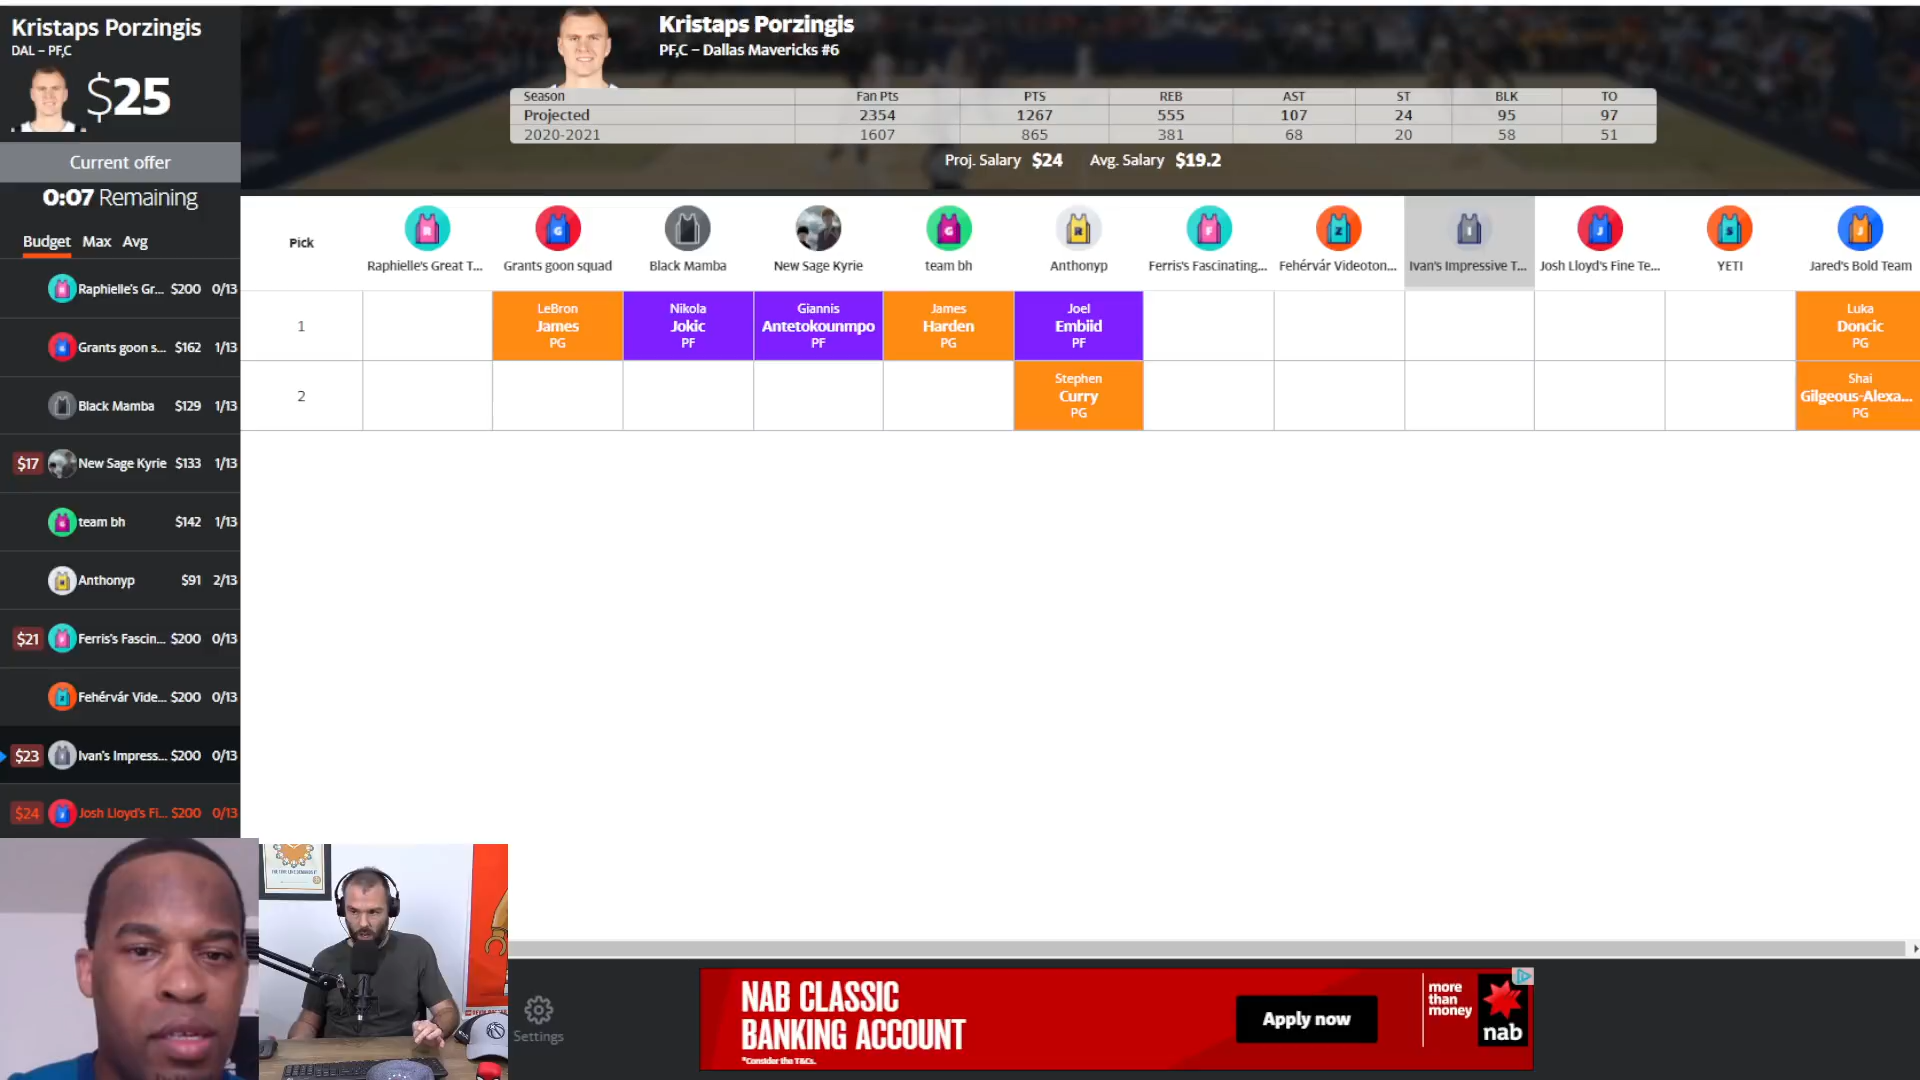 Kristaps Porzingis
DAL – PF,C
$25
Current offer
0:07 Remaining
Budget Max Avg
Raphielle's Gr... $200 0/13
Grants goon s... $162 1/13
Black Mamba $129 1/13
$17 New Sage Kyrie $133 1/13
team bh $142 1/13
Anthonyp $91 2/13
$21 Ferris's Fascin... $200 0/13
Fehérvár Vide... $200 0/13
$23 Ivan's Impress... $200 0/13
$24 Josh Lloyd's Fi... $200 0/13
Kristaps Porzingis
PF,C – Dallas Mavericks #6
Season Fan Pts PTS REB AST ST BLK TO
Projected 2354 1267 555 107 24 95 97
2020-2021 1607 865 381 68 20 58 51
Proj. Salary $24 Avg. Salary $19.2
Pick
R
Raphielle's Great T...
G
Grants goon squad
Black Mamba
New Sage Kyrie
G
team bh
R
Anthonyp
F
Ferris's Fascinating...
Z
Fehérvár Videoton...
I
Ivan's Impressive T...
J
Josh Lloyd's Fine Te...
S
YETI
J
Jared's Bold Team
1
LeBron
James
PG
Nikola
Jokic
PF
Giannis
Antetokounmpo
PF
James
Harden
PG
Joel
Embiid
PF
Luka
Doncic
PG
2
Stephen
Curry
PG
Shai
Gilgeous-Alexa...
PG
Settings
NAB CLASSIC
BANKING ACCOUNT
*Consider the T&Cs.
Apply now
more
than
money
nab